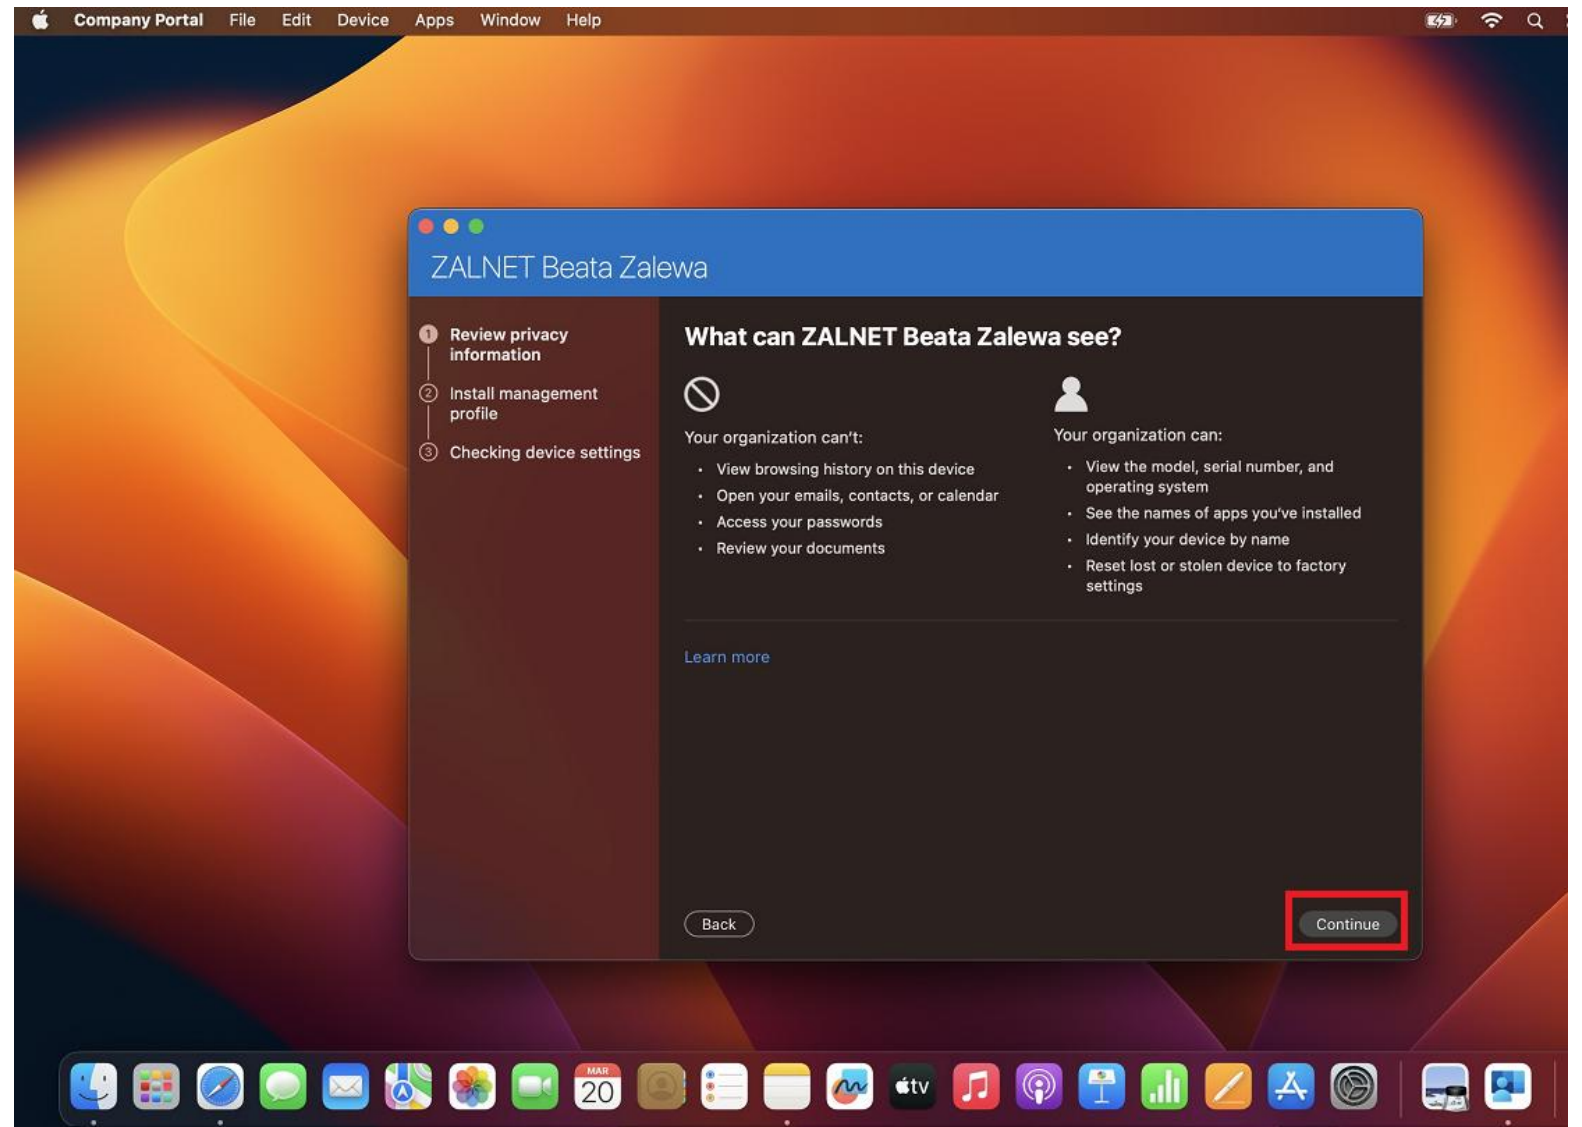 Company Portal File Edit Device Apps Window Help
ZALNET Beata Zalewa
1 Review privacy
information
2 Install management
profile
3 Checking device settings
What can ZALNET Beata Zalewa see?
Your organization can't:
• View browsing history on this device
• Open your emails, contacts, or calendar
• Access your passwords
• Review your documents
Your organization can:
• View the model, serial number, and
operating system
• See the names of apps you've installed
• Identify your device by name
• Reset lost or stolen device to factory
settings
Learn more
Back
Continue
MAR
20
tv